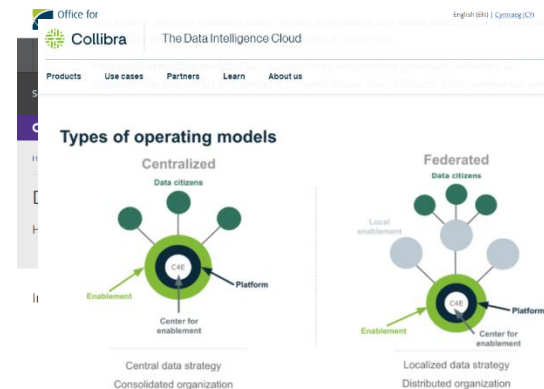 Office for
English (EN) | Cymraeg (CY)
Collibra
The Data Intelligence Cloud
Products Use cases Partners Learn About us
Types of operating models
Centralized
Data citizens
C4E
Enablement
Platform
Center for
enablement
Central data strategy
Consolidated organization
Federated
Data citizens
Local
enablement
C4E
Enablement
Platform
Center for
enablement
Localized data strategy
Distributed organization